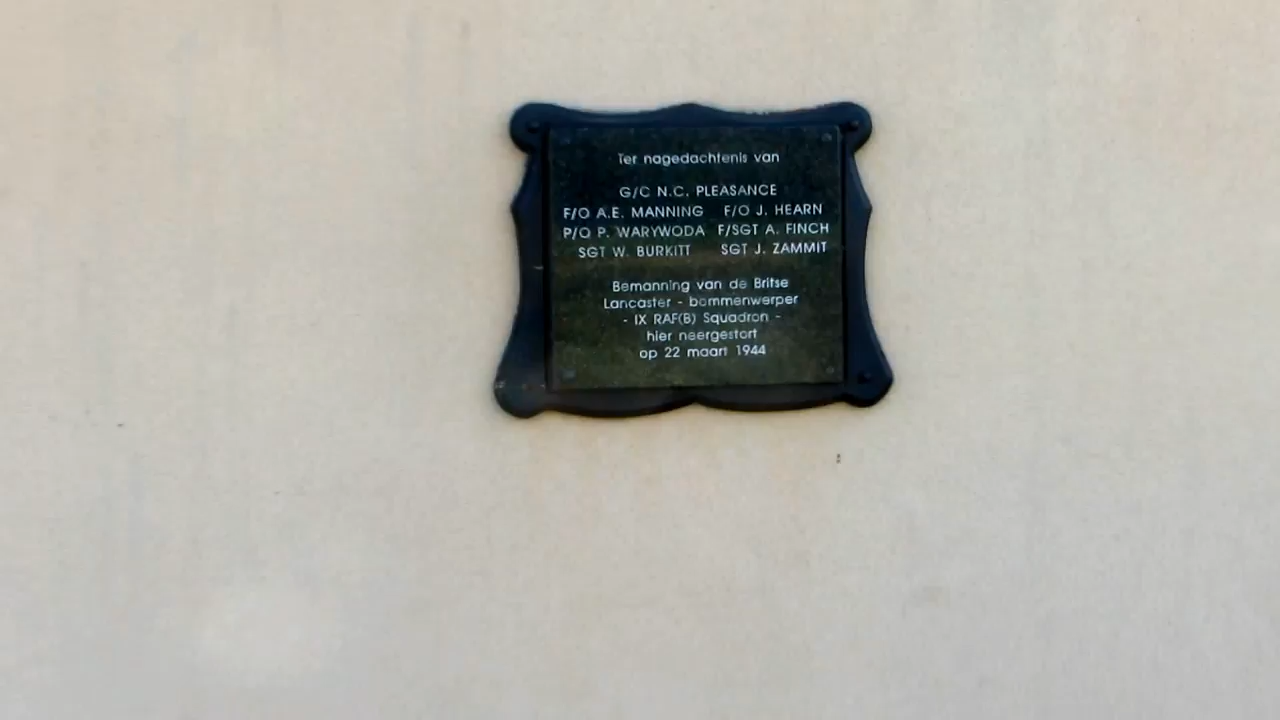 Ter nagedachtenis van
G/C N.C. PLEASANCE
F/O A.E. MANNING F/O J. HEARN
P/O P. WARYWODA F/SGT A. FINCH
SGT W. BURKITT SGT J. ZAMMIT
Bemanning van de Britse
Lancaster - bommenwerper
- IX RAF(B) Squadron -
hier neergestort
op 22 maart 1944